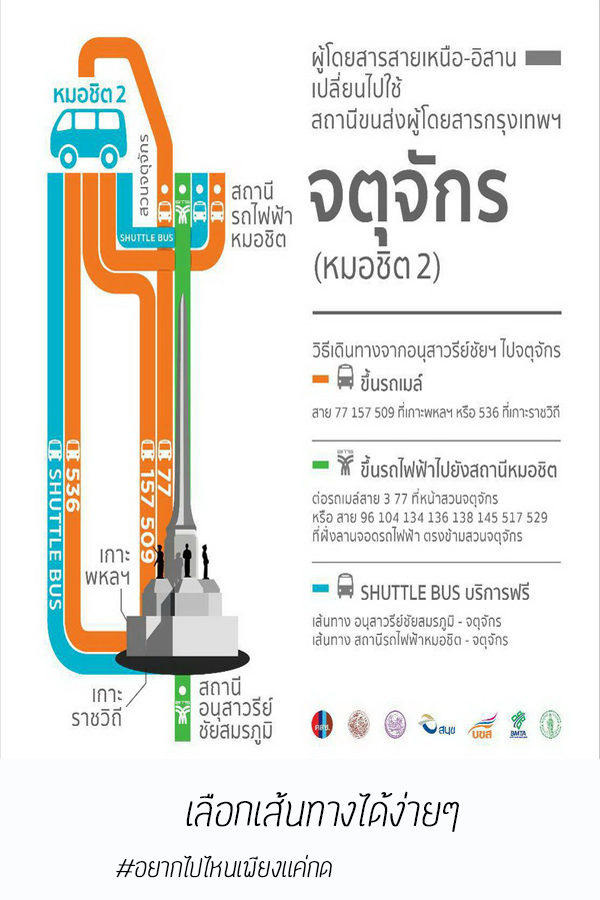 หมอชิต 2
สวนจตุจักร
SHUTTLE BUS
สถานี
รถไฟฟ้า
หมอชิต
SHUTTLE BUS
536
157 509
77
เกาะ
พหลฯ
เกาะ
ราชวิถี
สถานี
อนุสาวรีย์
ชัยสมรภูมิ
ผู้โดยสารสายเหนือ-อิสาน
เปลี่ยนไปใช้
สถานีขนส่งผู้โดยสารกรุงเทพฯ
จตุจักร
(หมอชิต 2)
วิธีเดินทางจากอนุสาวรีย์ชัยฯ ไปจตุจักร
ขึ้นรถเมล์
สาย 77 157 509 ที่เกาะพหลฯ หรือ 536 ที่เกาะราชวิถี
ขึ้นรถไฟฟ้าไปยังสถานีหมอชิต
ต่อรถเมล์สาย 3 77 ที่หน้าสวนจตุจักร
หรือ สาย 96 104 134 136 138 145 517 529
ที่ฝั่งลานจอดรถไฟฟ้า ตรงข้ามสวนจตุจักร
SHUTTLE BUS บริการฟรี
เส้นทาง อนุสาวรีย์ชัยสมรภูมิ - จตุจักร
เส้นทาง สถานีรถไฟฟ้าหมอชิต - จตุจักร
คสช.
สนข
บขส
BMTA
เลือกเส้นทางได้ง่ายๆ
#อยากไปไหนเพียงแค่กด